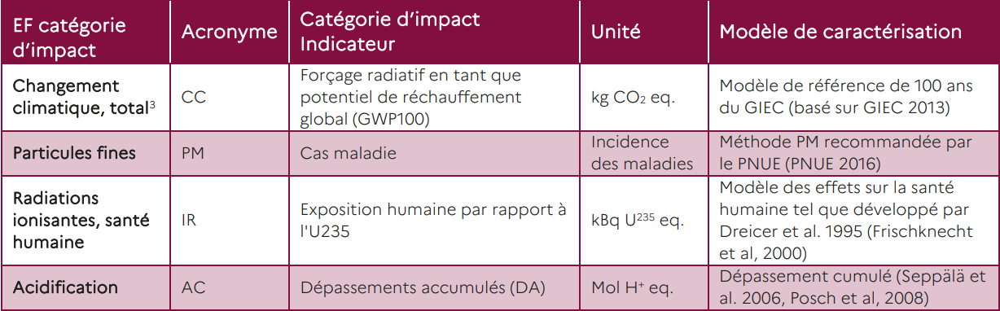 EF catégorie
d'impact
Acronyme
Catégorie d'impact
Indicateur
Unité
Modèle de caractérisation
Changement
climatique, total³
CC
Forçage radiatif en tant que
potentiel de réchauffement
global (GWP100)
kg CO₂ eq.
Modèle de référence de 100 ans
du GIEC (basé sur GIEC 2013)
Particules fines
PM
Cas maladie
Incidence
des maladies
Méthode PM recommandée par
le PNUE (PNUE 2016)
Radiations
ionisantes, santé
humaine
IR
Exposition humaine par rapport à
l'U235
kBq U²³⁵ eq.
Modèle des effets sur la santé
humaine tel que développé par
Dreicer et al. 1995 (Frischknecht
et al, 2000)
Acidification
AC
Dépassements accumulés (DA)
Mol H⁺ eq.
Dépassement cumulé (Seppälä et
al. 2006, Posch et al, 2008)